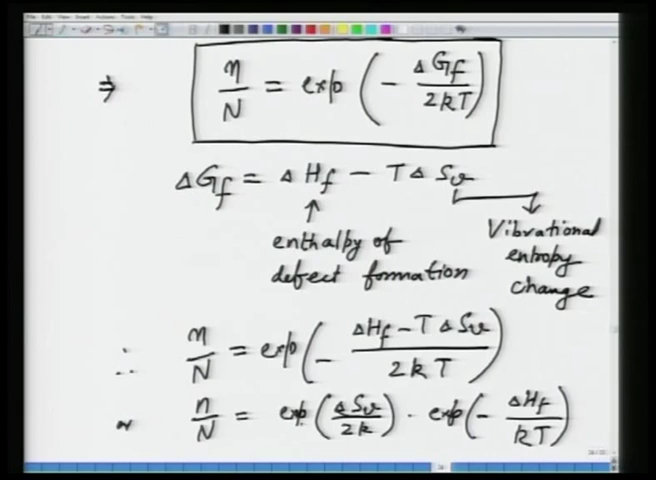 ⇒ n/N = exp(- ΔGf/2kT)
ΔGf = ΔHf - TΔSv
↑ enthalpy of defect formation
Vibrational entropy change
∴ n/N = exp(- ΔHf - TΔSv / 2kT)
~ n/N = exp(ΔSv/2k) · exp(- ΔHf/kT)